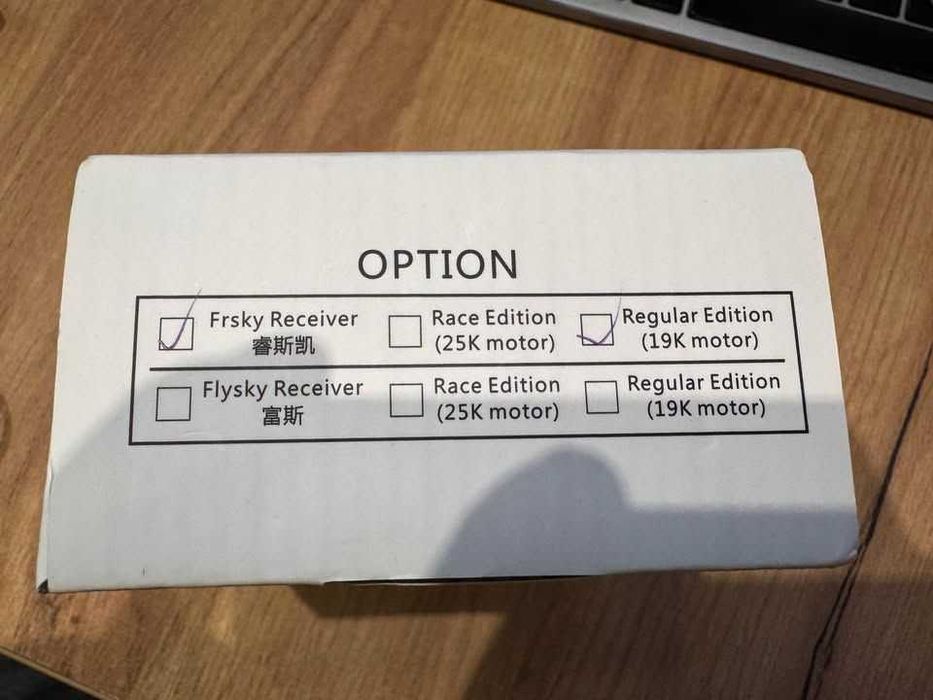 OPTION
Frsky Receiver
睿斯凯
Race Edition
(25K motor)
Regular Edition
(19K motor)
Flysky Receiver
富斯
Race Edition
(25K motor)
Regular Edition
(19K motor)